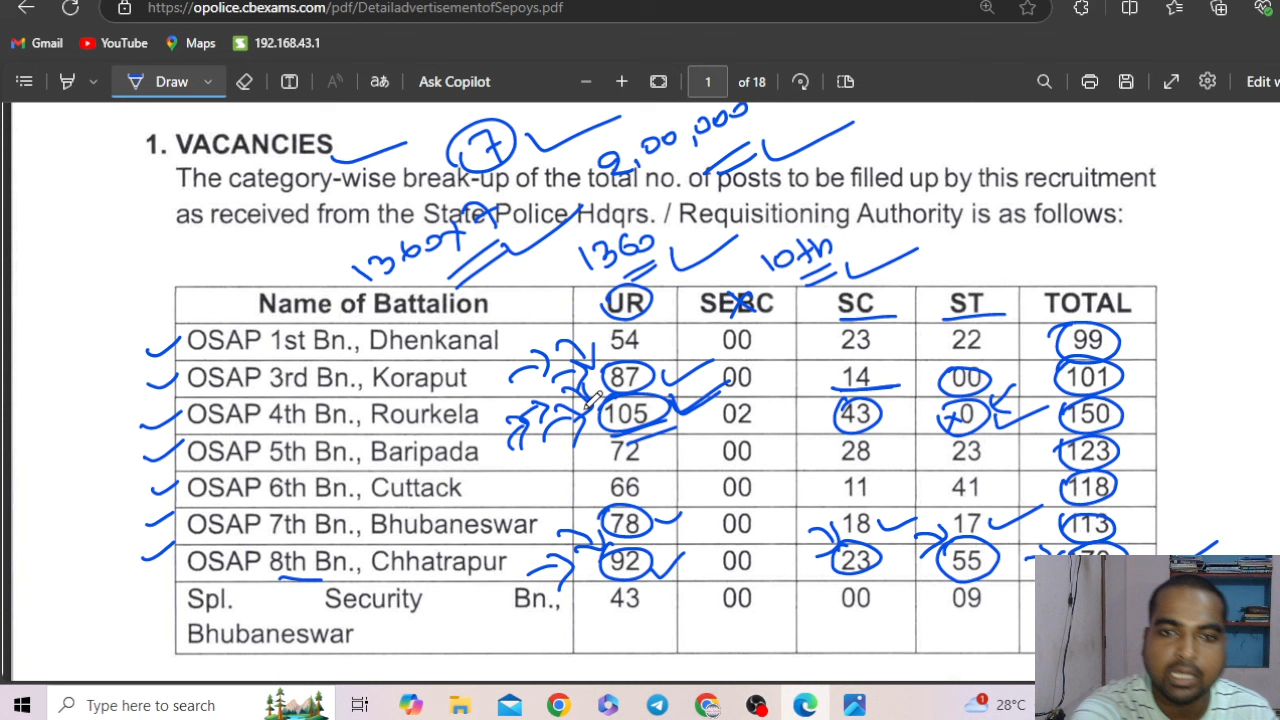 https://opolice.cbexams.com/pdf/DetailadvertisementofSepoys.pdf
Gmail YouTube Maps 192.168.43.1
Draw Ask Copilot 1 of 18 Edit w
1. VACANCIES 7 2,00,000
The category-wise break-up of the total no. of posts to be filled up by this recruitment
as received from the State Police Hdqrs. / Requisitioning Authority is as follows:
1360 10th
Name of Battalion UR SEBC SC ST TOTAL
OSAP 1st Bn., Dhenkanal 54 00 23 22 99
OSAP 3rd Bn., Koraput 87 00 14 00 101
OSAP 4th Bn., Rourkela 105 02 43 150
OSAP 5th Bn., Baripada 72 00 28 23 123
OSAP 6th Bn., Cuttack 66 00 11 41 118
OSAP 7th Bn., Bhubaneswar 78 00 18 17 113
OSAP 8th Bn., Chhatrapur 92 00 23 55
Spl. Security Bn., 43 00 00 09
Bhubaneswar
Type here to search 28°C